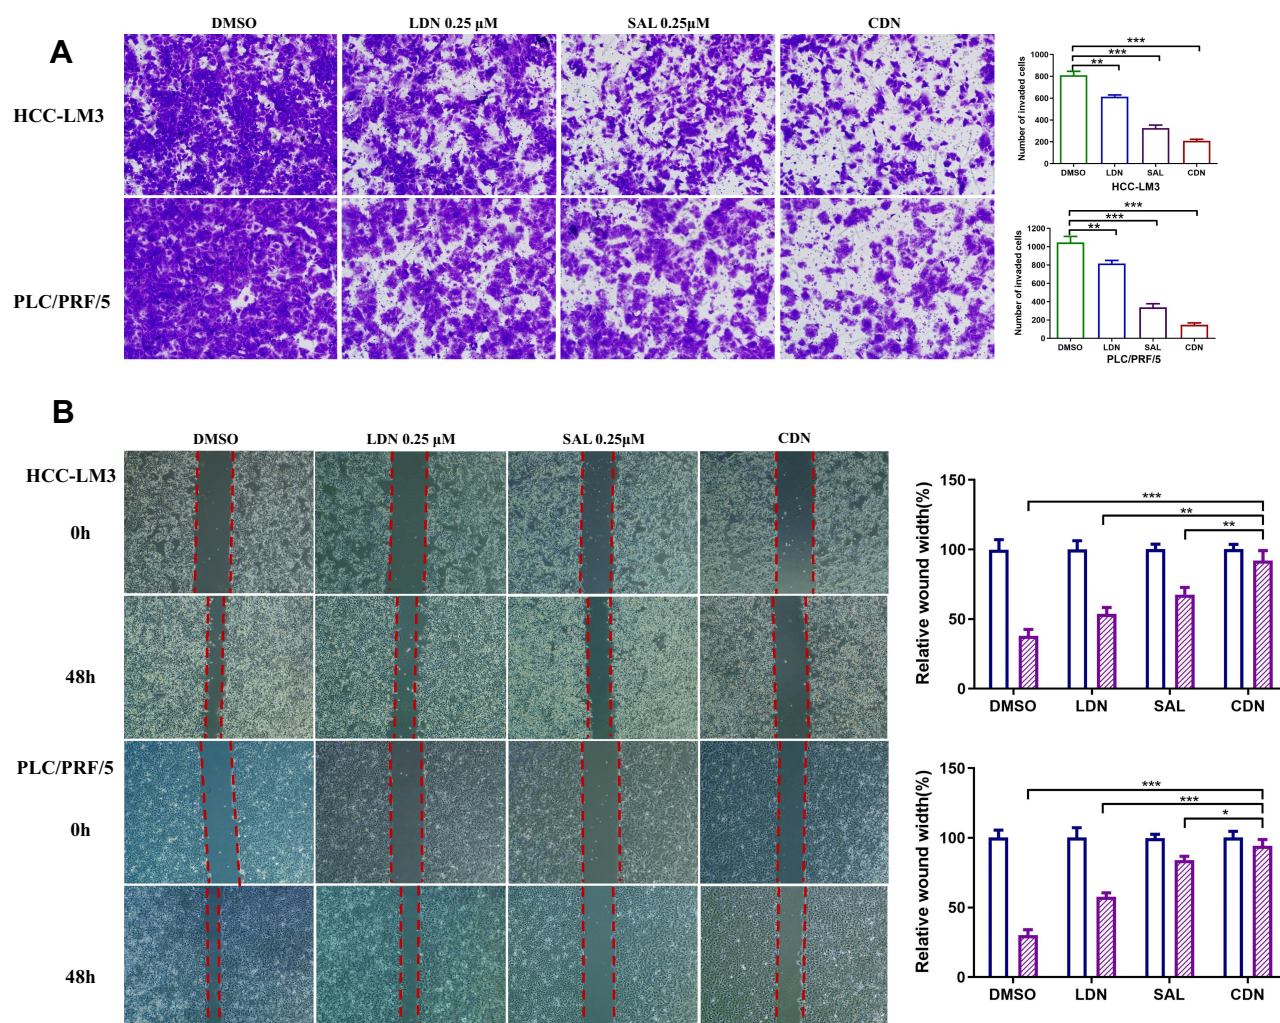 A
DMSO LDN 0.25 μM SAL 0.25μM CDN
HCC-LM3
PLC/PRF/5
***
***
**
Number of invaded cells
1000
800
600
400
200
0
DMSO LDN SAL CDN
HCC-LM3
***
***
**
Number of invaded cells
1200
1000
800
600
400
200
0
DMSO LDN SAL CDN
PLC/PRF/5
B
DMSO LDN 0.25 μM SAL 0.25μM CDN
HCC-LM3
0h
48h
PLC/PRF/5
0h
48h
***
**
**
Relative wound width(%)
150
100
50
0
DMSO LDN SAL CDN
***
***
*
Relative wound width(%)
150
100
50
0
DMSO LDN SAL CDN